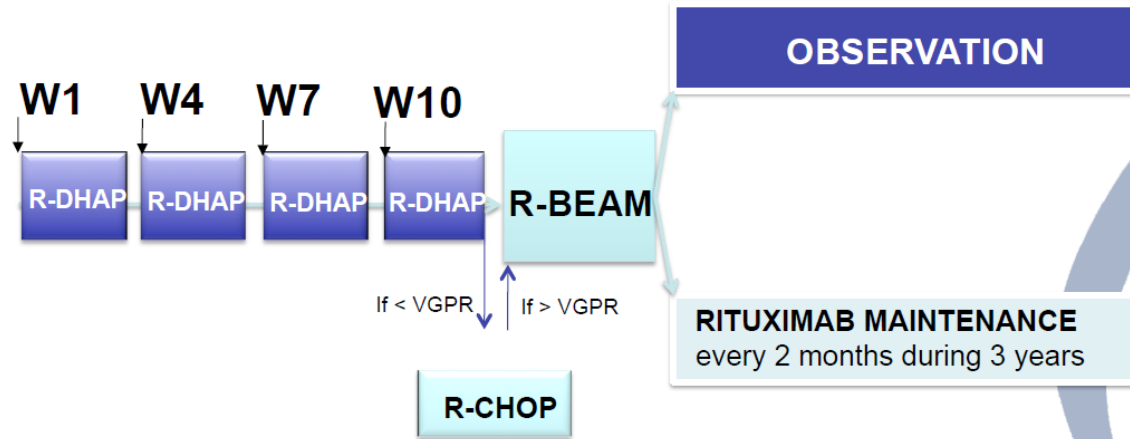 OBSERVATION
W1 W4 W7 W10
R-DHAP R-DHAP R-DHAP R-DHAP
R-BEAM
If < VGPR If > VGPR
RITUXIMAB MAINTENANCE
every 2 months during 3 years
R-CHOP